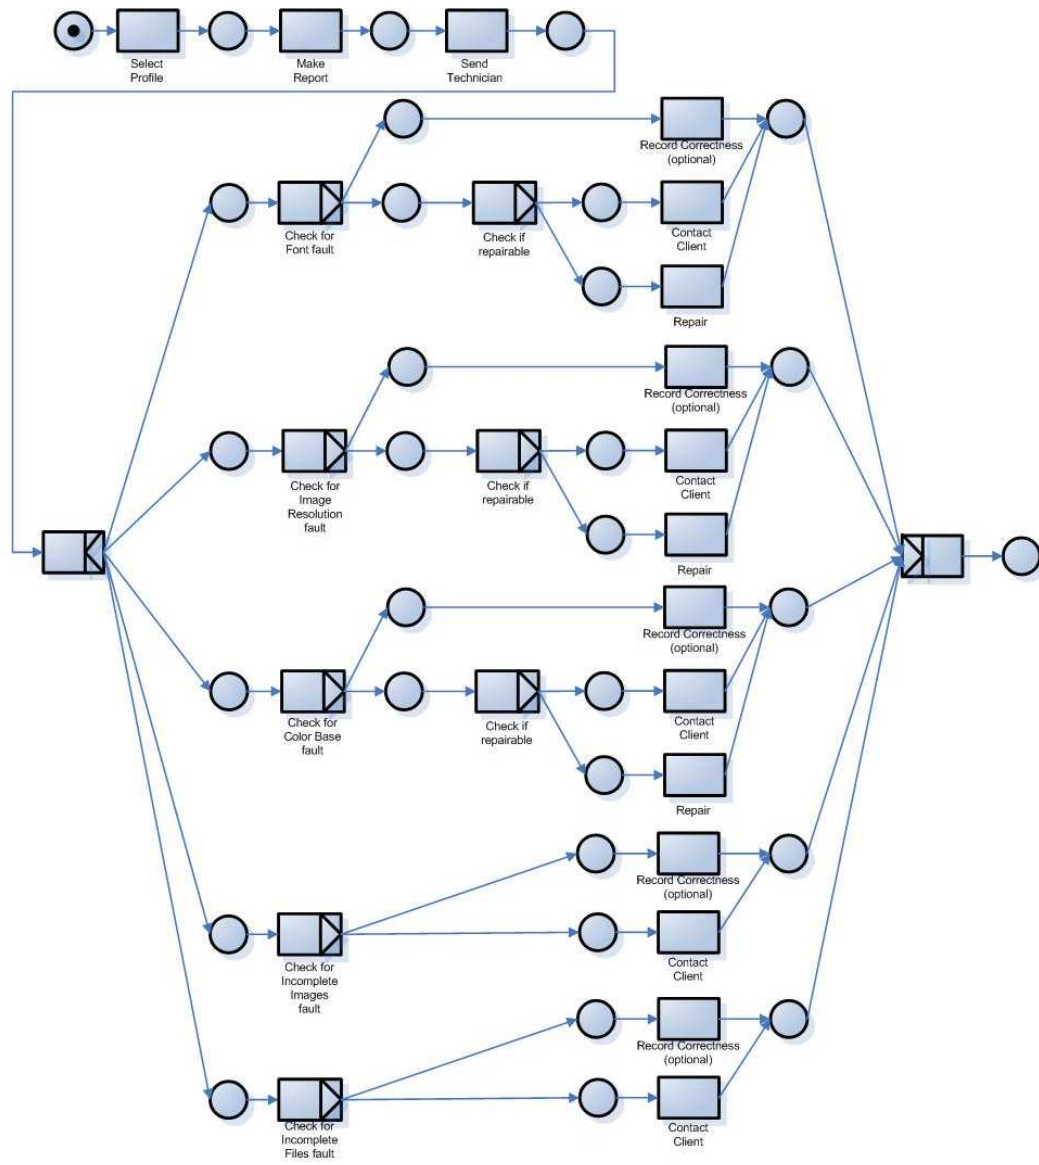 Select
Profile
Make
Report
Send
Technician
Record Correctness
(optional)
Check for
Font fault
Check if
repairable
Contact
Client
Repair
Record Correctness
(optional)
Check for
Image
Resolution
fault
Check if
repairable
Contact
Client
Repair
Record Correctness
(optional)
Check for
Color Base
fault
Check if
repairable
Contact
Client
Repair
Record Correctness
(optional)
Check for
Incomplete
Images
fault
Contact
Client
Record Correctness
(optional)
Check for
Incomplete
Files fault
Contact
Client